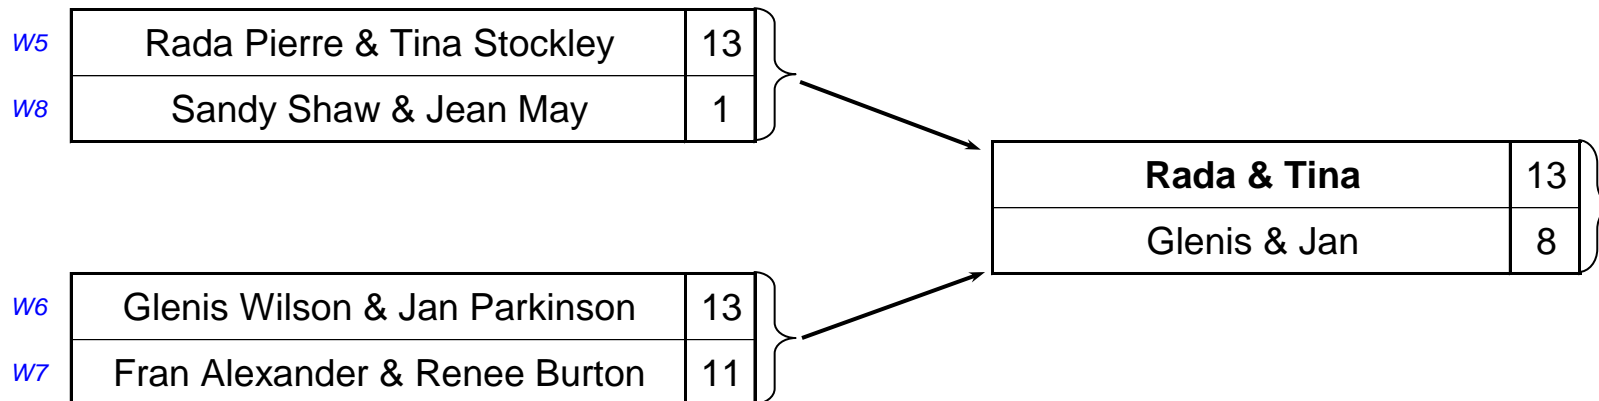 W5 Rada Pierre & Tina Stockley 13
W8 Sandy Shaw & Jean May 1
Rada & Tina 13
Glenis & Jan 8
W6 Glenis Wilson & Jan Parkinson 13
W7 Fran Alexander & Renee Burton 11